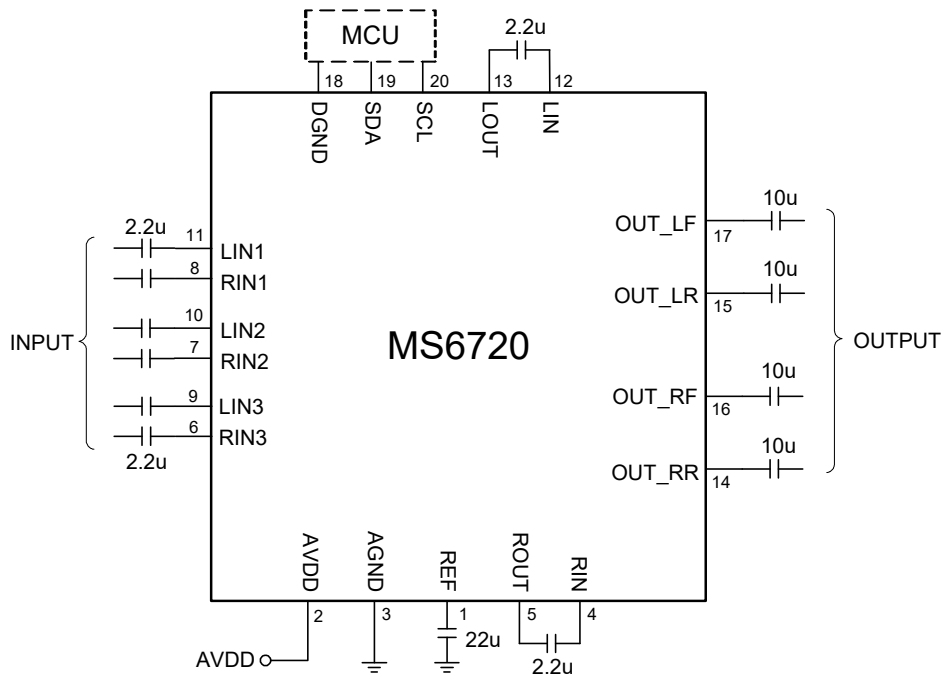 MCU
2.2u
18 19 20 13 12
DGND SDA SCL LOUT LIN
10u
OUT_LF 17
2.2u
11 LIN1
8 RIN1
10u
OUT_LR 15
10 LIN2
7 RIN2
INPUT
MS6720
OUTPUT
10u
OUT_RF 16
9 LIN3
6 RIN3
2.2u
10u
OUT_RR 14
AVDD AGND REF ROUT RIN
2 3 1 5 4
22u
AVDD
2.2u